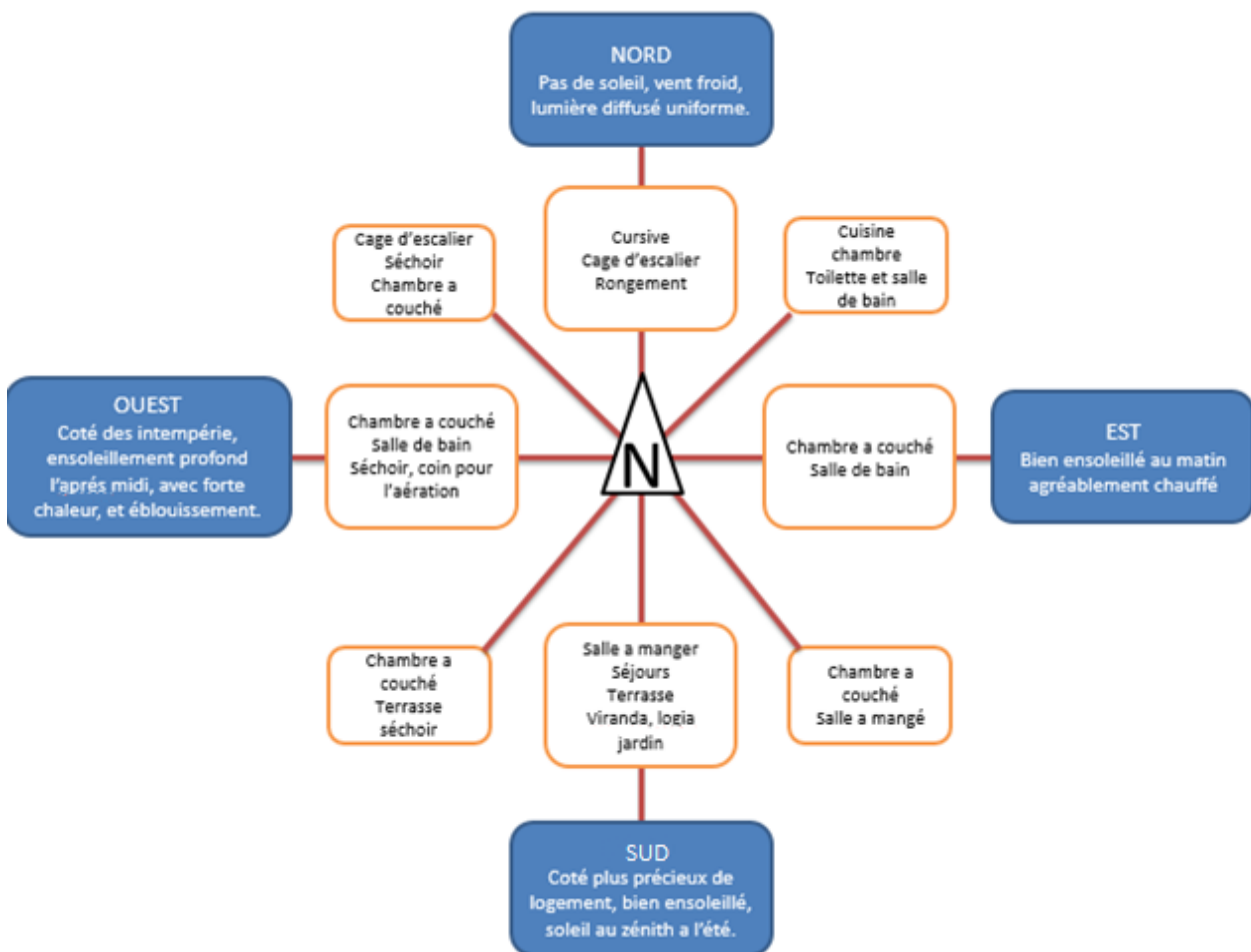 NORD
Pas de soleil, vent froid,
lumière diffusé uniforme.
Cage d'escalier
Séchoir
Chambre a
couché
Cursive
Cage d'escalier
Rongement
Cuisine
chambre
Toilette et salle
de bain
OUEST
Coté des intempérie,
ensoleillement profond
l'aprés midi, avec forte
chaleur, et éblouissement.
Chambre a couché
Salle de bain
Séchoir, coin pour
l'aération
N
Chambre a couché
Salle de bain
EST
Bien ensoleillé au matin
agréablement chauffé
Chambre a
couché
Terrasse
séchoir
Salle a manger
Séjours
Terrasse
Viranda, logia
jardin
Chambre a
couché
Salle a mangé
SUD
Coté plus précieux de
logement, bien ensoleillé,
soleil au zénith a l'été.